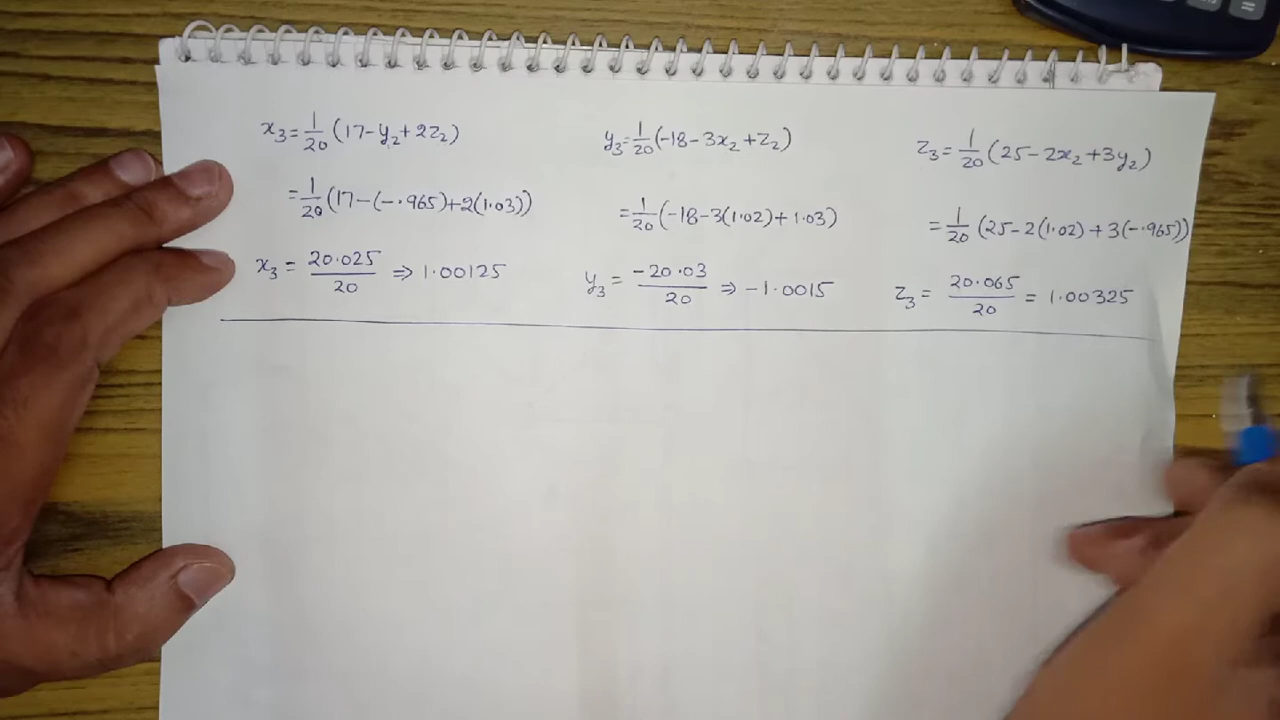 x₃ = 1/20 (17 - y₂ + 2z₂)
= 1/20 (17 - (-.965) + 2(1.03))
x₃ = 20.025/20 ⇒ 1.00125
y₃ = 1/20 (-18 - 3x₂ + z₂)
= 1/20 (-18 - 3(1.02) + 1.03)
y₃ = -20.03/20 ⇒ -1.0015
z₃ = 1/20 (25 - 2x₂ + 3y₂)
= 1/20 (25 - 2(1.02) + 3(-.965))
z₃ = 20.065/20 = 1.00325